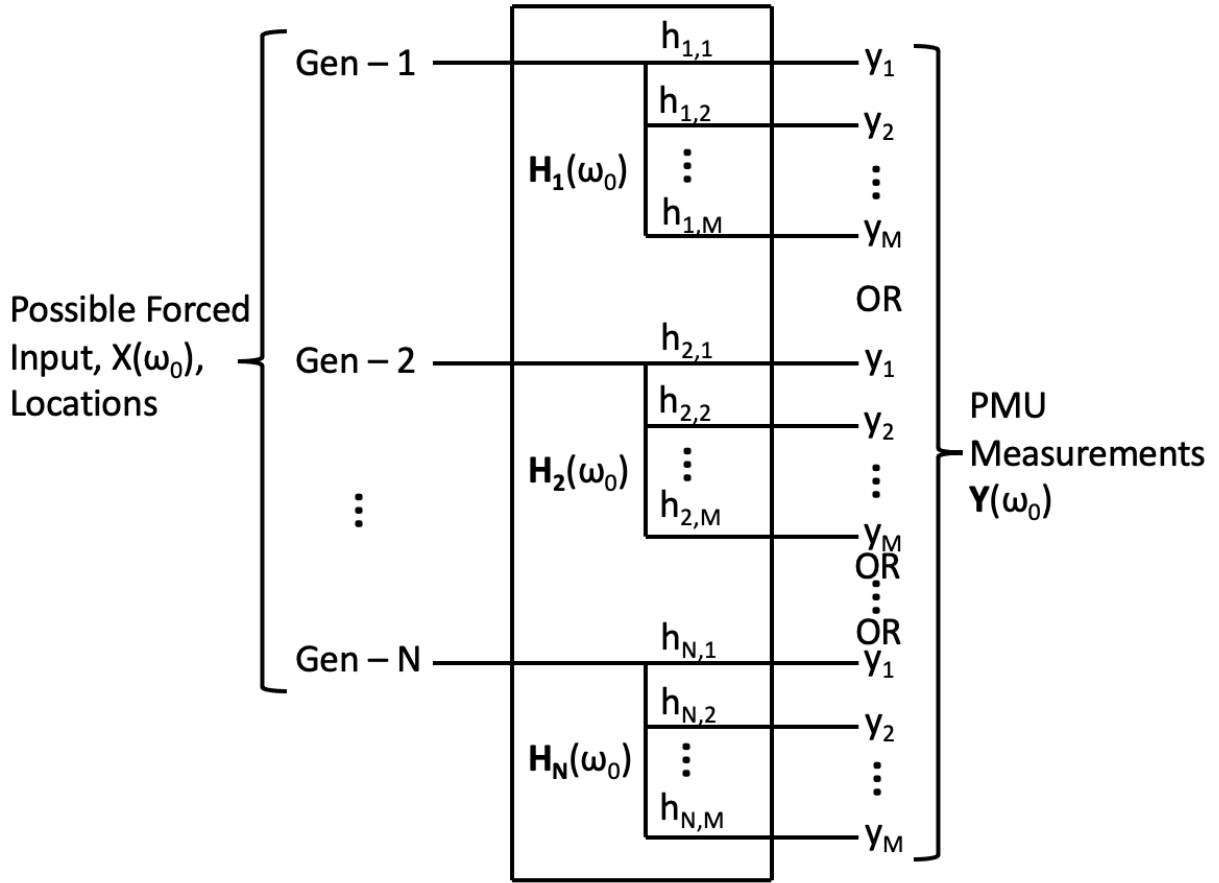 Possible Forced
Input, X(ω₀),
Locations
Gen – 1
h₁,₁
y₁
h₁,₂
y₂
H₁(ω₀)
⋮
⋮
h₁,M
yM
OR
Gen – 2
h₂,₁
y₁
h₂,₂
y₂
H₂(ω₀)
⋮
⋮
h₂,M
yM
⋮
OR
⋮
OR
Gen – N
hN,₁
y₁
hN,₂
y₂
HN(ω₀)
⋮
⋮
hN,M
yM
PMU
Measurements
Y(ω₀)